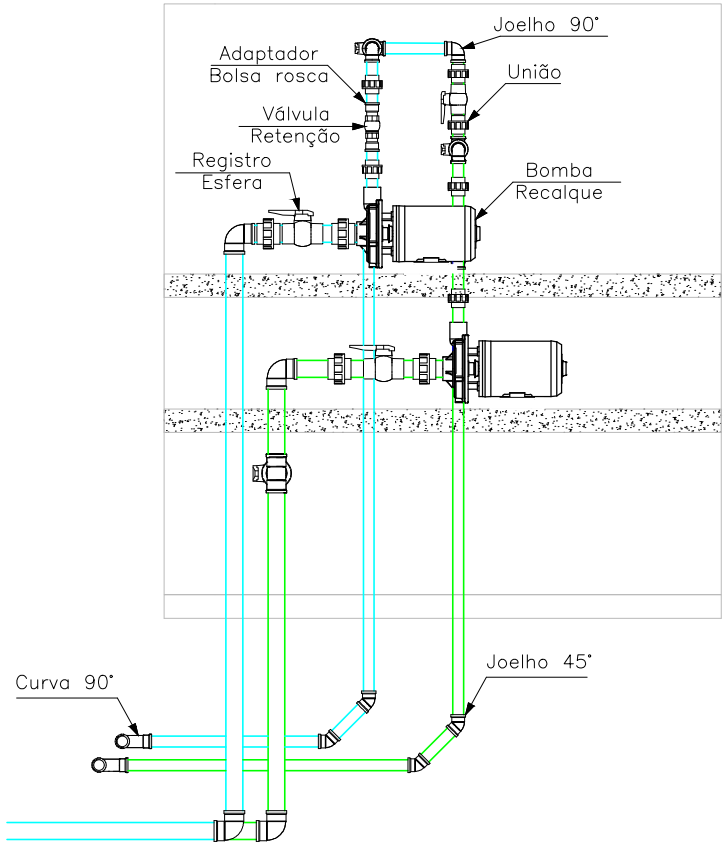 Joelho 90°
Adaptador
Bolsa rosca
União
Válvula
Retenção
Registro
Esfera
Bomba
Recalque
Joelho 45°
Curva 90°